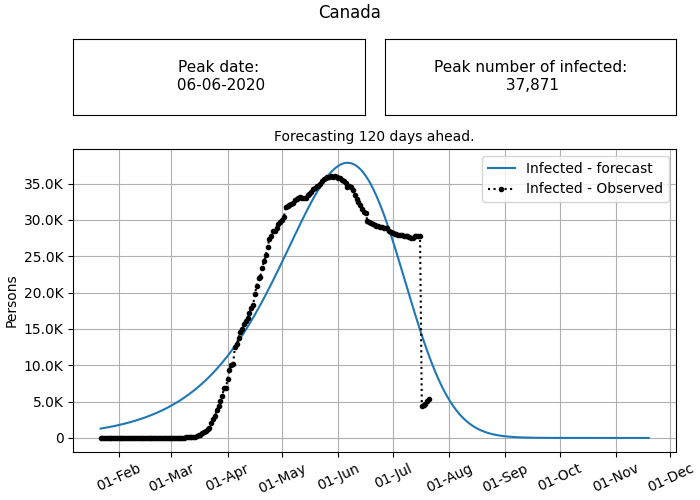 Canada
Peak date:
06-06-2020
Peak number of infected:
37,871
Forecasting 120 days ahead.
Infected - forecast
Infected - Observed
Persons
35.0K
30.0K
25.0K
20.0K
15.0K
10.0K
5.0K
0
01-Feb
01-Mar
01-Apr
01-May
01-Jun
01-Jul
01-Aug
01-Sep
01-Oct
01-Nov
01-Dec